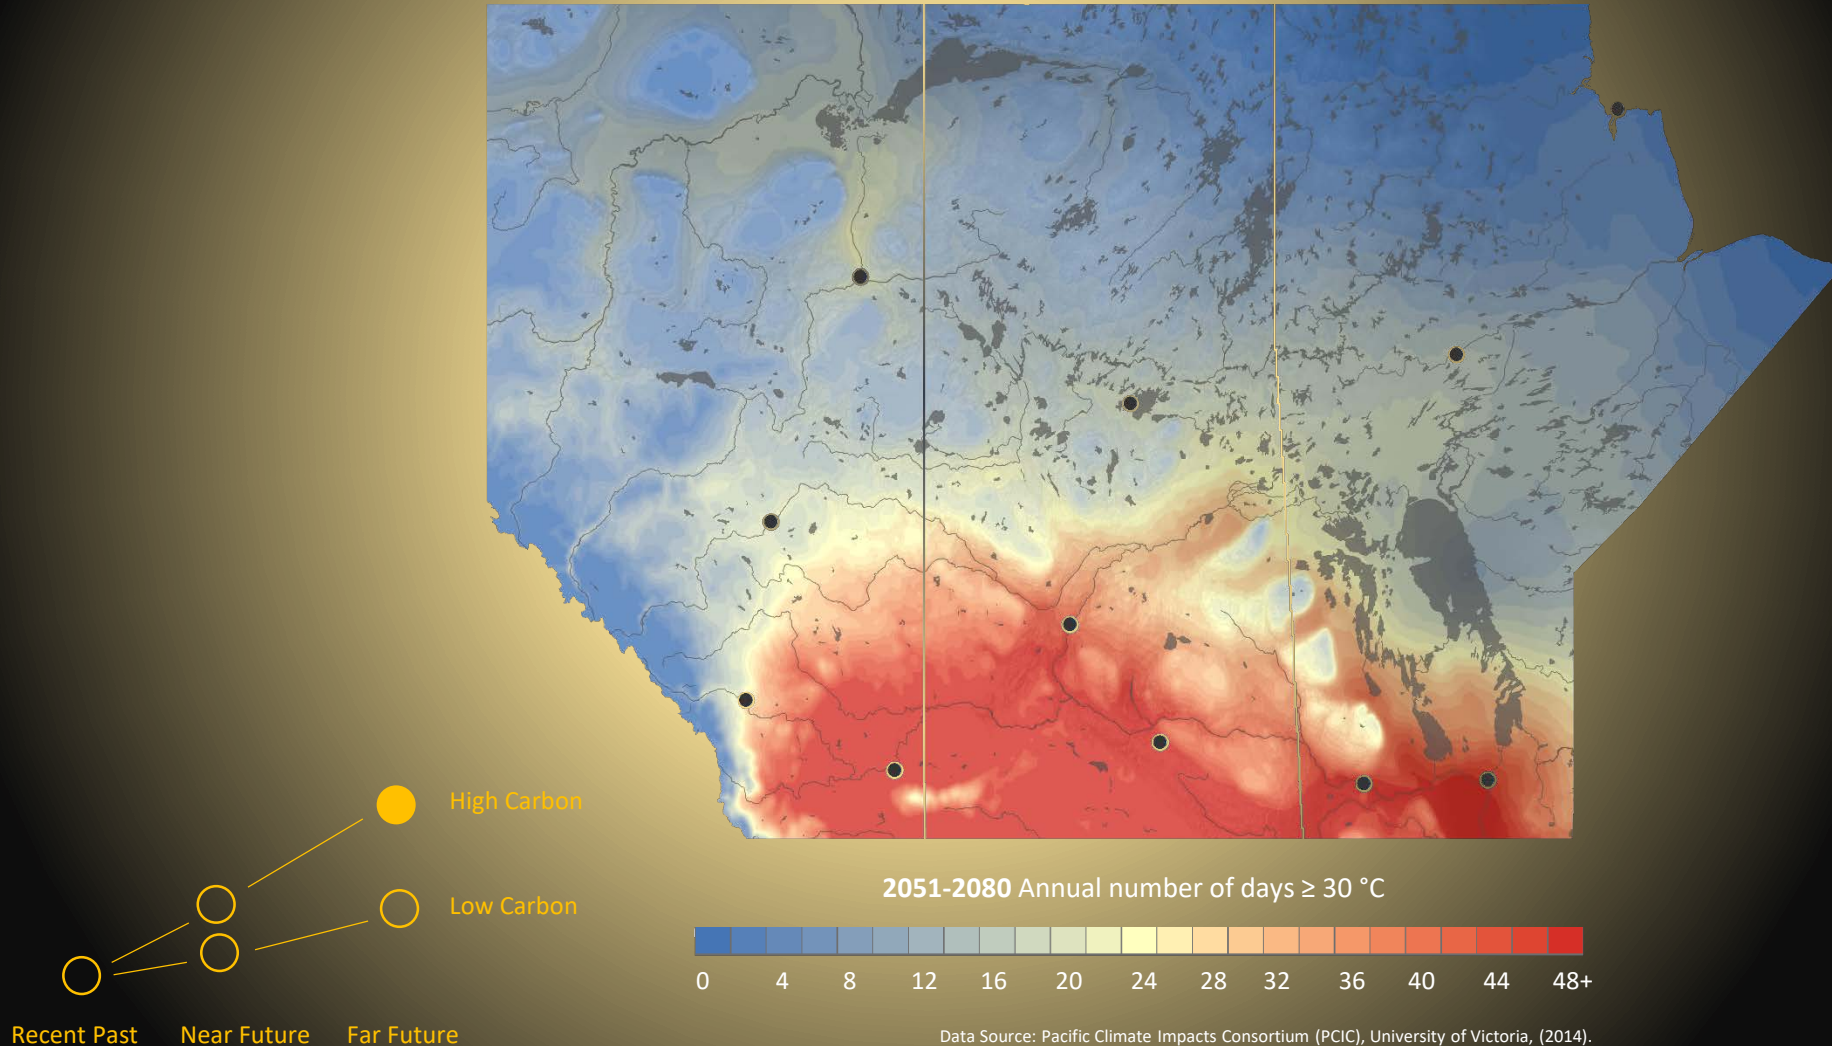 High Carbon
Low Carbon
Recent Past Near Future Far Future
2051-2080 Annual number of days ≥ 30 °C
0 4 8 12 16 20 24 28 32 36 40 44 48+
Data Source: Pacific Climate Impacts Consortium (PCIC), University of Victoria, (2014).